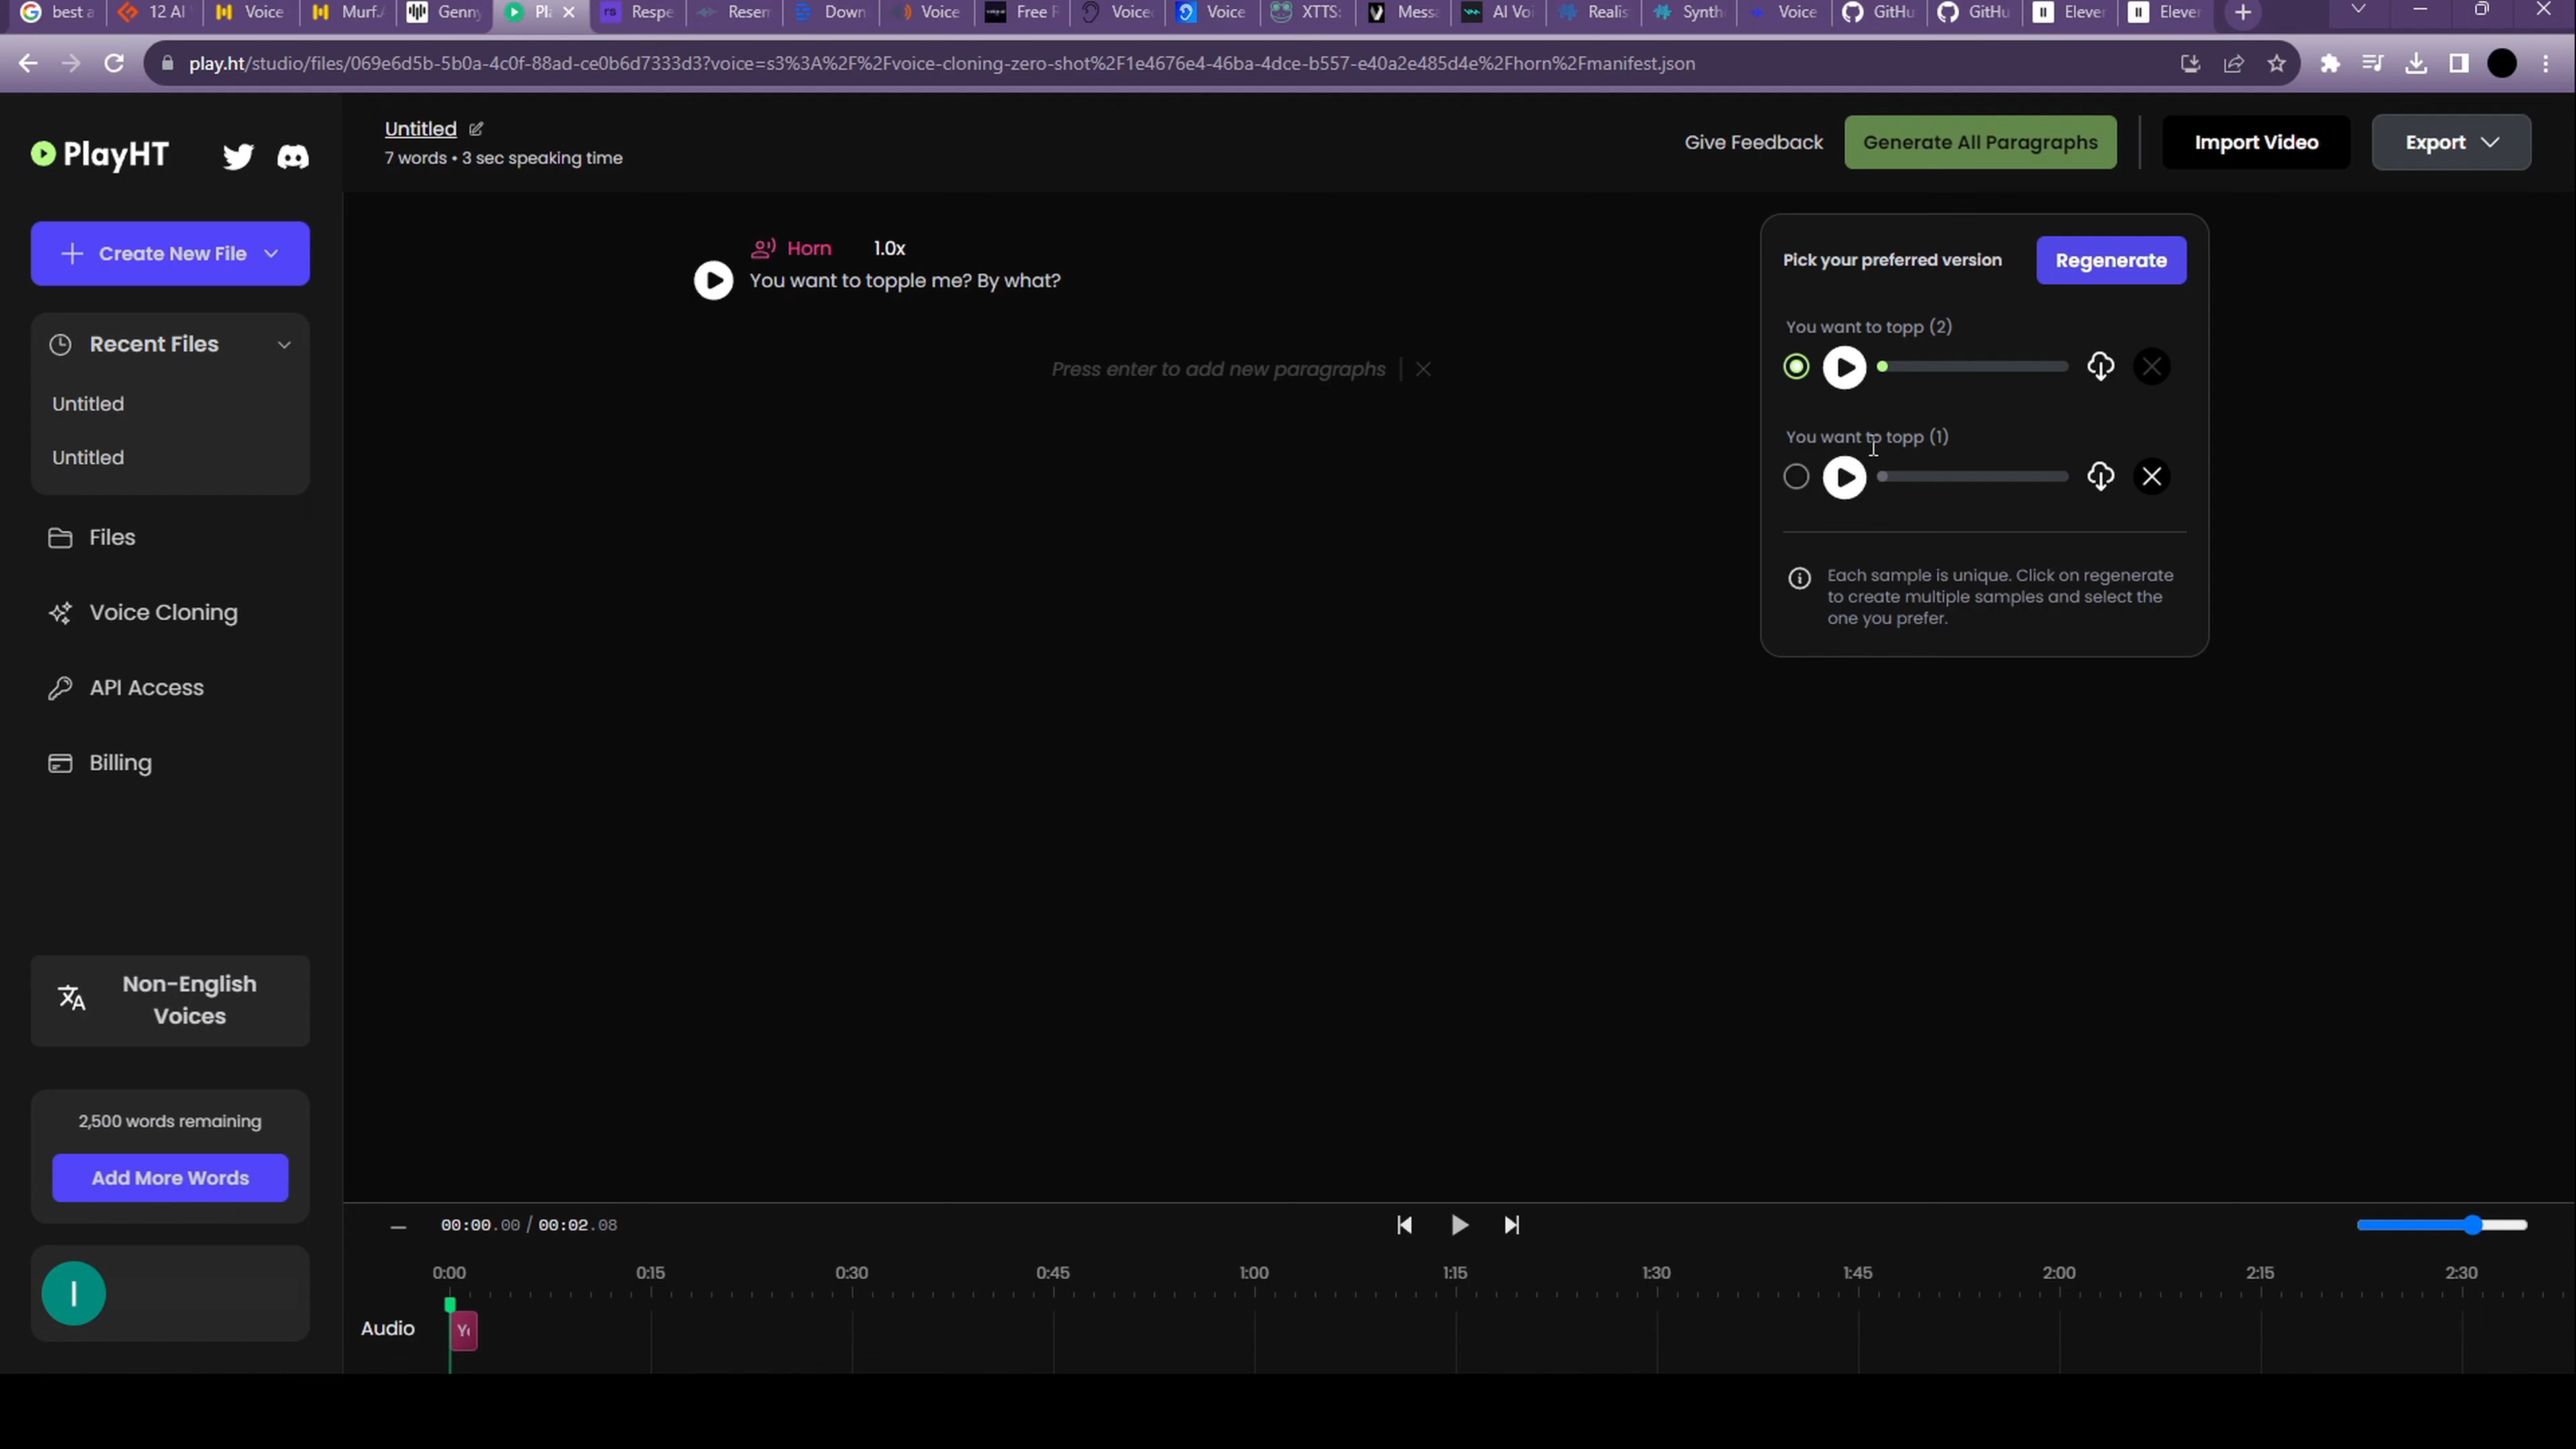 best a
12 AI
Voice
Murf.
Genny
Pl
Respe
Resem
Down
Voice
Free
Voice
Voice
XTTS:
Messa
AI Voi
Realis
Synth
Voice
GitHu
GitHu
Eleven
Eleven
play.ht/studio/files/069e6d5b-5b0a-4c0f-88ad-ce0b6d7333d3?voice=s3%3A%2F%2Fvoice-cloning-zero-shot%2F1e4676e4-46ba-4dce-b557-e40a2e485d4e%2Fhorn%2Fmanifest.json
PlayHT
Untitled
7 words • 3 sec speaking time
Give Feedback
Generate All Paragraphs
Import Video
Export
Create New File
Recent Files
Untitled
Untitled
Files
Voice Cloning
API Access
Billing
Non-English
Voices
2,500 words remaining
Add More Words
I
Horn 1.0x
You want to topple me? By what?
Press enter to add new paragraphs
Pick your preferred version
Regenerate
You want to topp (2)
You want to topp (1)
Each sample is unique. Click on regenerate
to create multiple samples and select the
one you prefer.
00:00.00 / 00:02.08
0:00 0:15 0:30 0:45 1:00 1:15 1:30 1:45 2:00 2:15 2:30
Audio